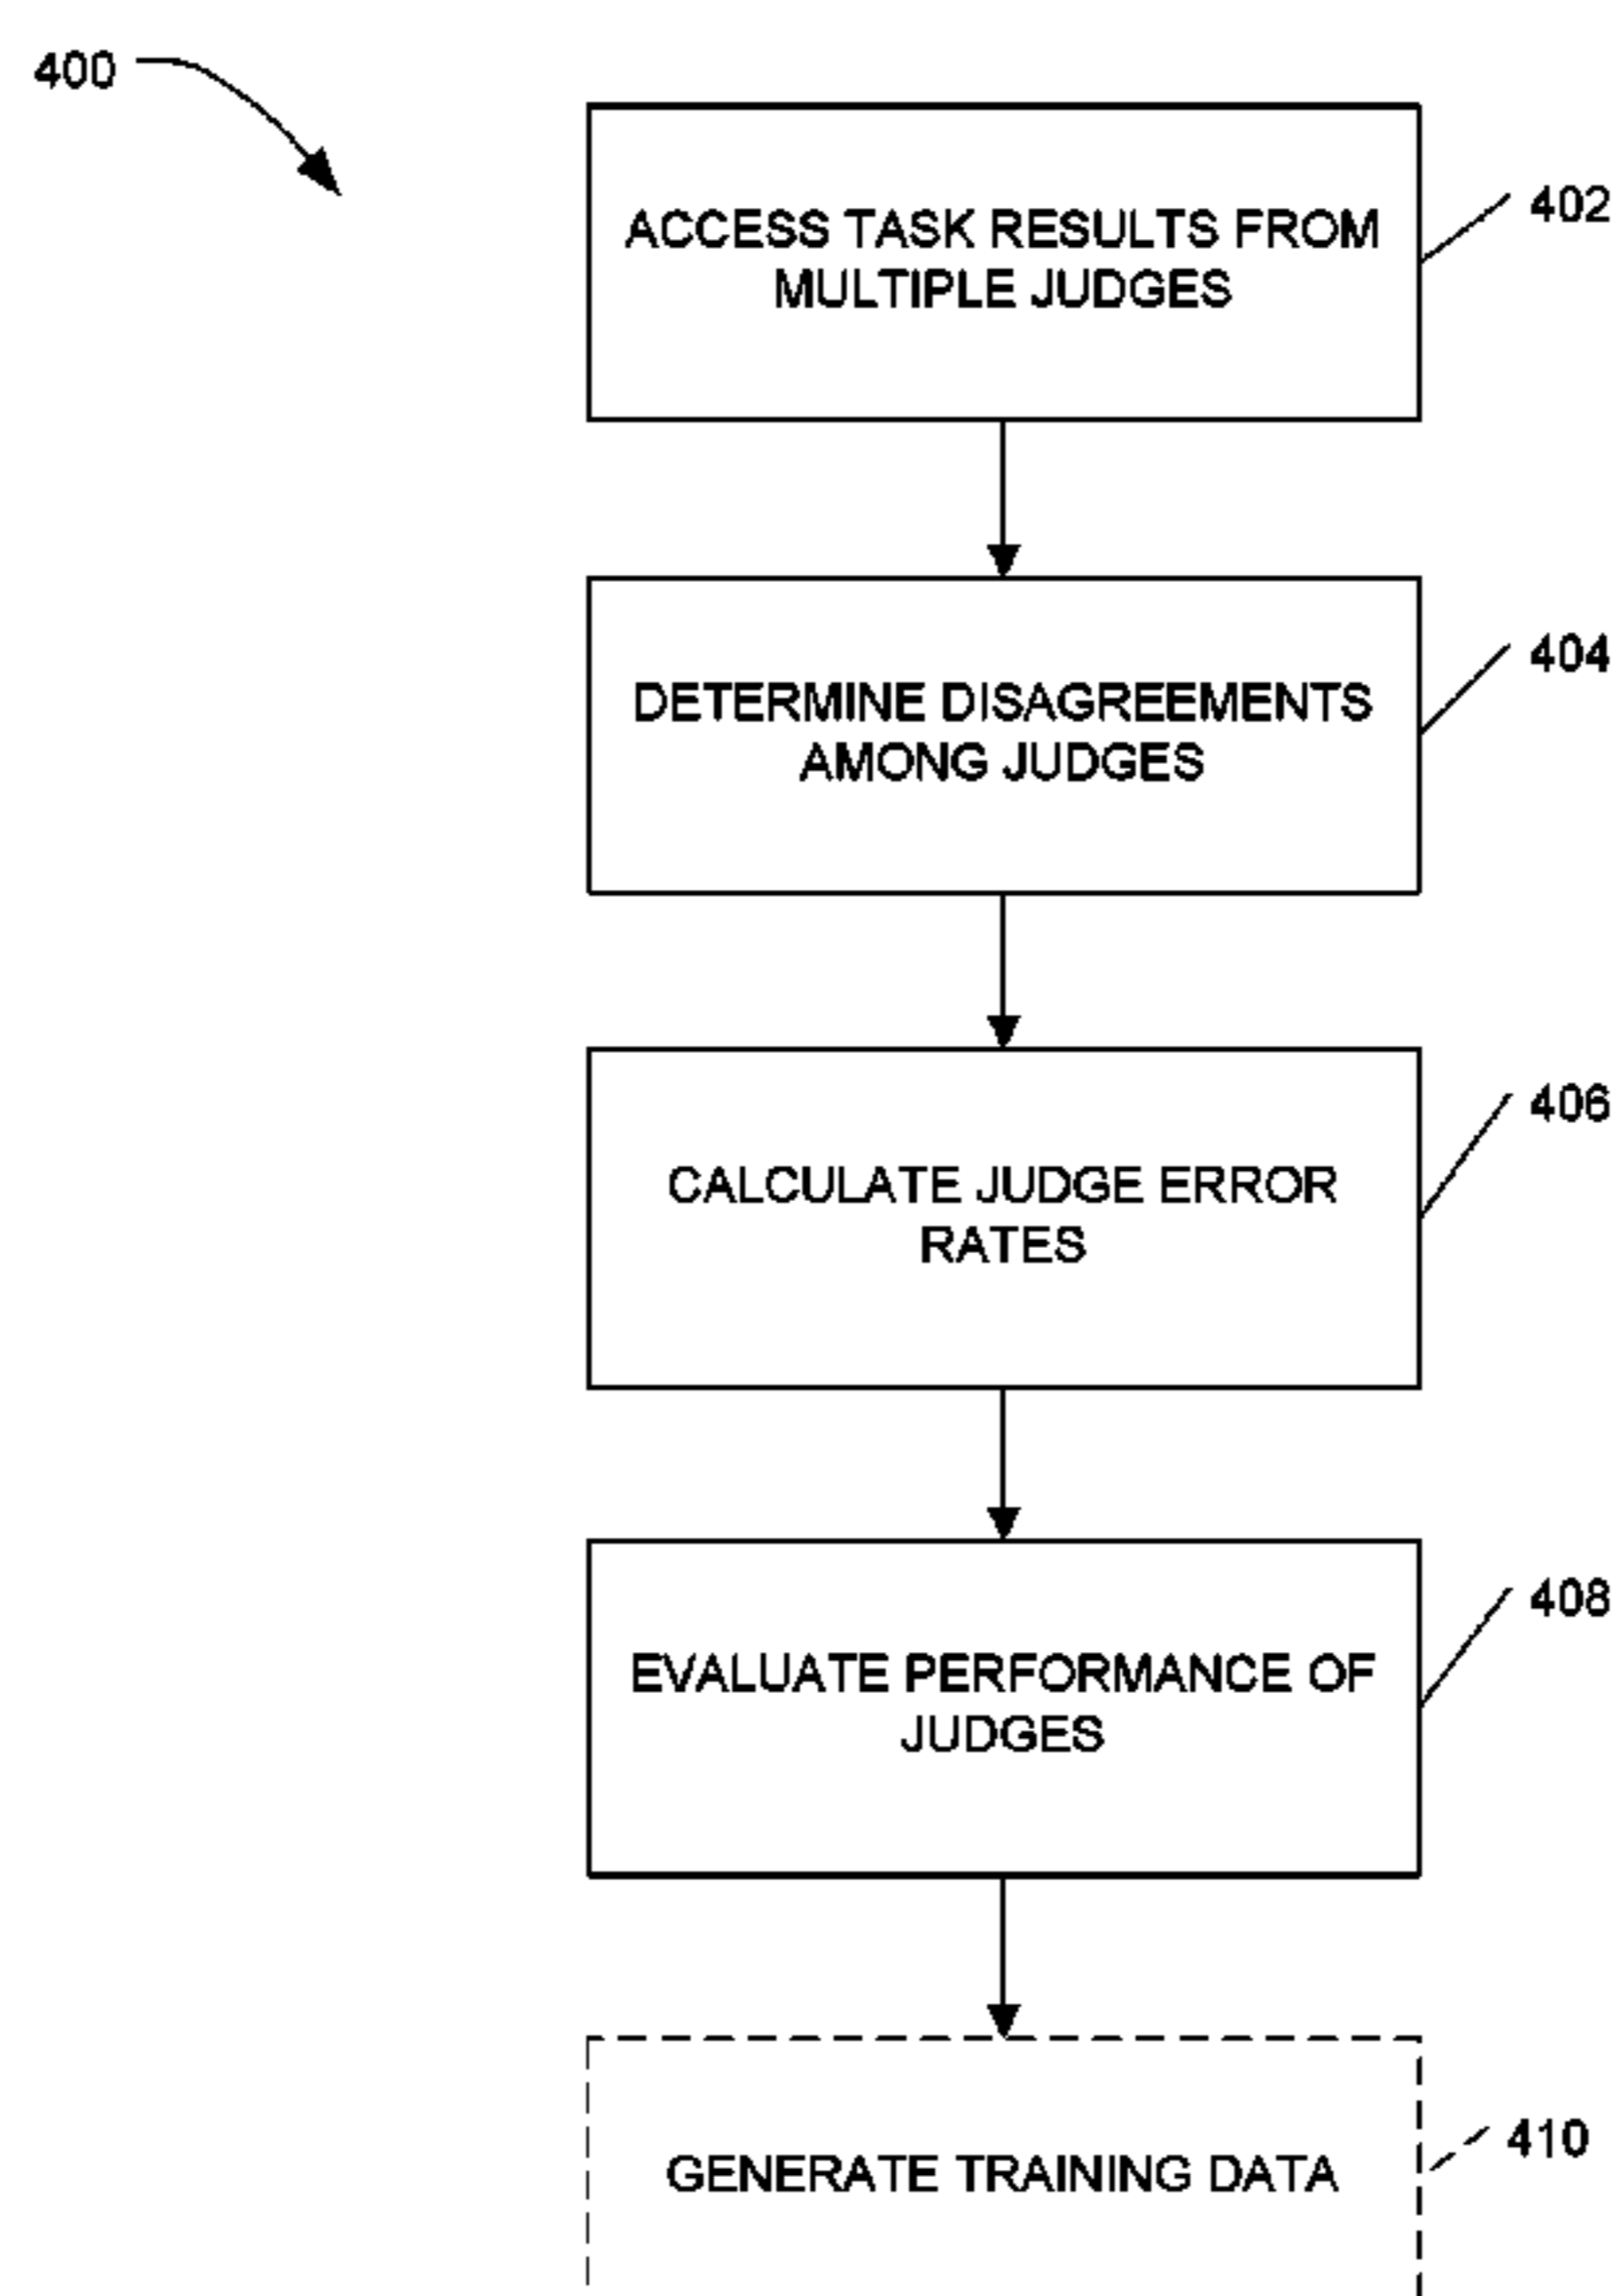 400
ACCESS TASK RESULTS FROM
MULTIPLE JUDGES
402
DETERMINE DISAGREEMENTS
AMONG JUDGES
404
CALCULATE JUDGE ERROR
RATES
406
EVALUATE PERFORMANCE OF
JUDGES
408
GENERATE TRAINING DATA
410